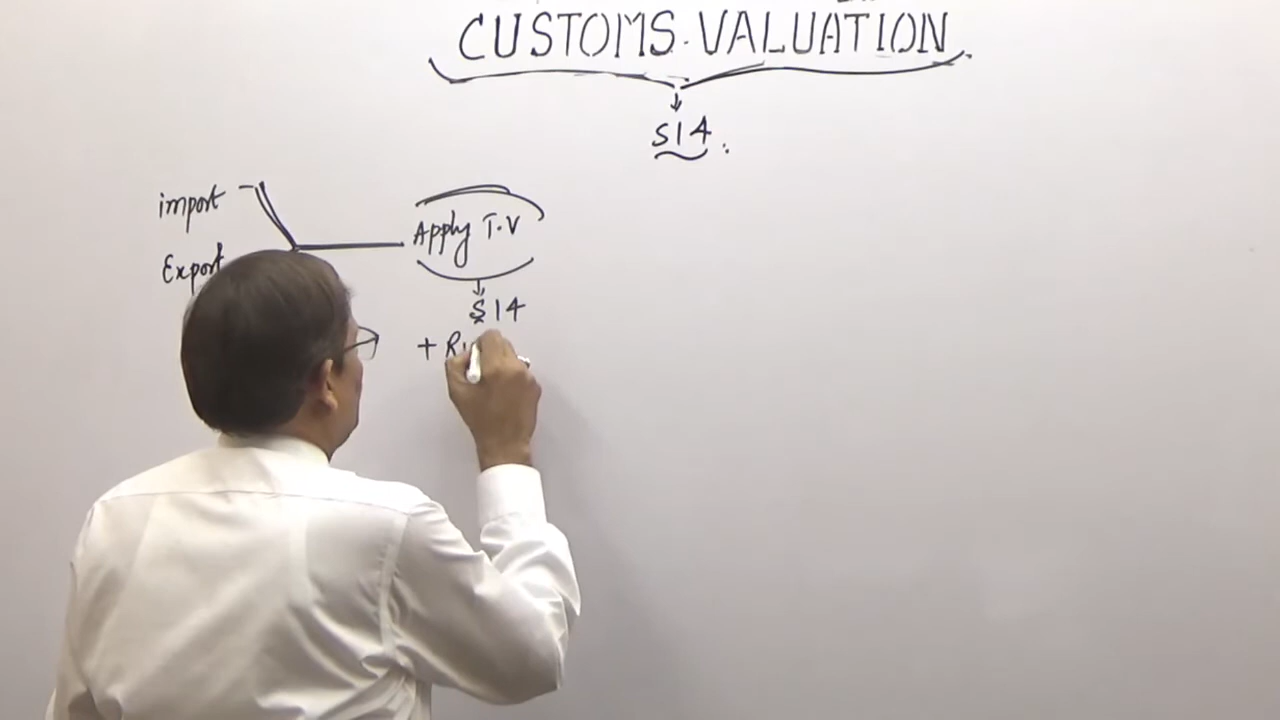 CUSTOMS VALUATION
S14
import
Export
Apply T.V
S14
+